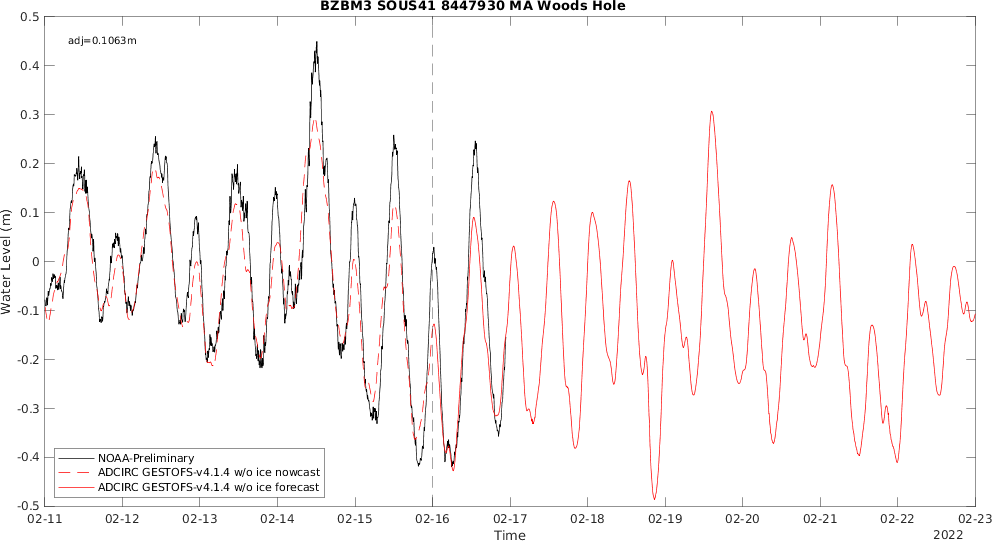 BZBM3 SOUS41 8447930 MA Woods Hole
adj=0.1063m
0.5
0.4
0.3
0.2
0.1
0
-0.1
-0.2
-0.3
-0.4
-0.5
Water Level (m)
NOAA-Preliminary
ADCIRC GESTOFS-v4.1.4 w/o ice nowcast
ADCIRC GESTOFS-v4.1.4 w/o ice forecast
02-11 02-12 02-13 02-14 02-15 02-16 02-17 02-18 02-19 02-20 02-21 02-22 02-23
Time
2022